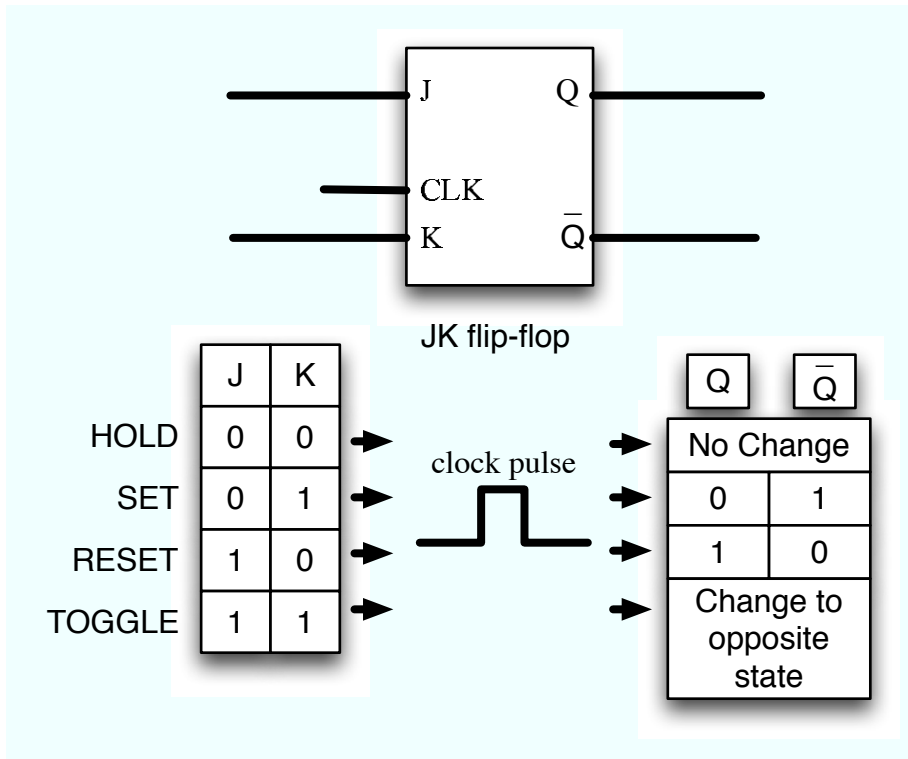 J Q
CLK
K Q̅
JK flip-flop
J K
Q Q̅
HOLD 0 0
No Change
clock pulse
SET 0 1
0 1
RESET 1 0
1 0
TOGGLE 1 1
Change to
opposite
state